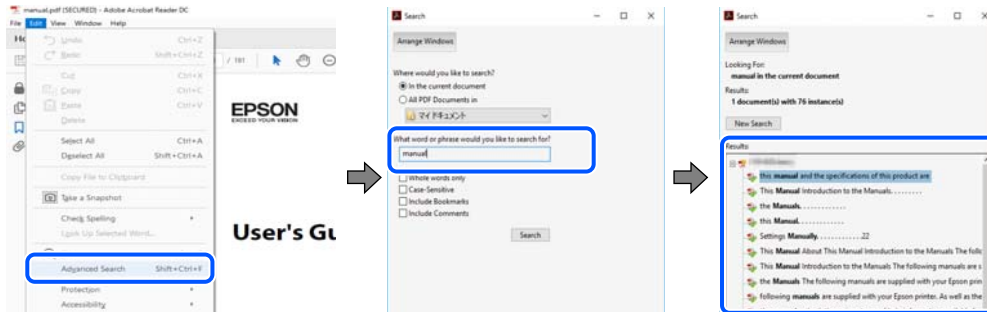 manual.pdf (SECURED) - Adobe Acrobat Reader DC
File Edit View Window Help
Undo Ctrl+Z
Shift+Ctrl+Z
/ 181
Cut Ctrl+X
Copy Ctrl+C
Paste Ctrl+V
Delete
Select All Ctrl+A
Deselect All Shift+Ctrl+A
Copy File to Clipboard
Take a Snapshot
Check Spelling
Look Up Selected Word...
Advanced Search Shift+Ctrl+F
Protection
Accessibility
EPSON
EXCEED YOUR VISION
User's Gu
Search
Arrange Windows
Where would you like to search?
In the current document
All PDF Documents in
マイドキュメント
What word or phrase would you like to search for?
manual
Whole words only
Case-Sensitive
Include Bookmarks
Include Comments
Search
Search
Arrange Windows
Looking For:
manual in the current document
Results:
1 document(s) with 76 instance(s)
New Search
Results:
this manual and the specifications of this product are
This Manual Introduction to the Manuals. . . . . . . . .
the Manuals. . . . . . . . . . . . .
this Manual. . . . . . . . . . . . .
Settings Manually. . . . . . . . . . . . .22
This Manual About This Manual Introduction to the Manuals The follo
This Manual Introduction to the Manuals The following manuals are s
the Manuals The following manuals are supplied with your Epson prin
following manuals are supplied with your Epson printer. As well as the